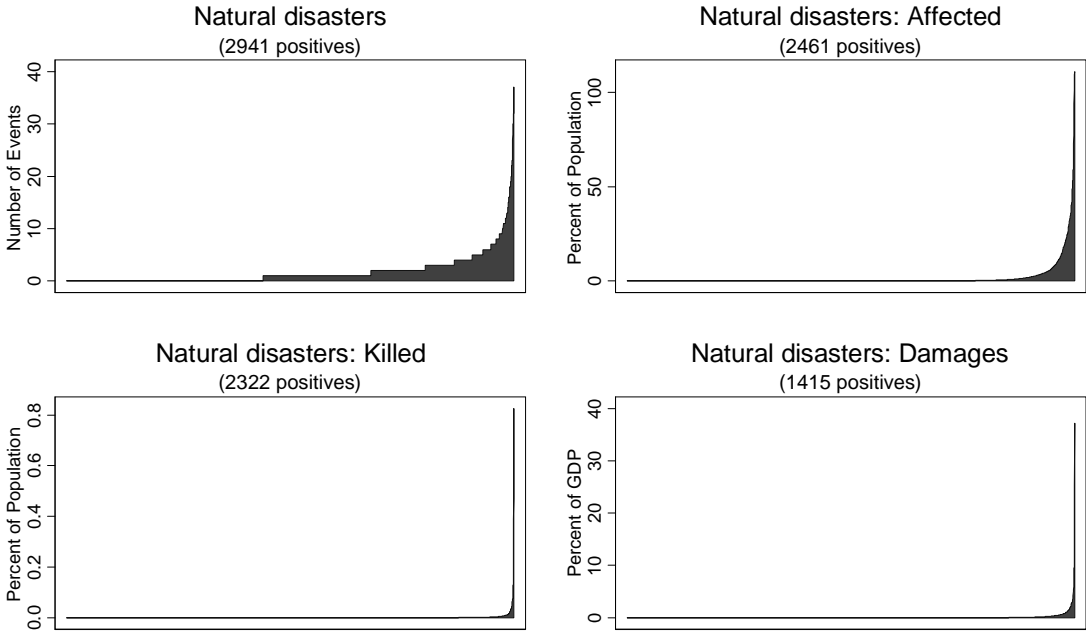 Natural disasters
(2941 positives)
Number of Events
40
30
20
10
0
Natural disasters: Affected
(2461 positives)
Percent of Population
100
50
0
Natural disasters: Killed
(2322 positives)
Percent of Population
0.8
0.6
0.4
0.2
0.0
Natural disasters: Damages
(1415 positives)
Percent of GDP
40
30
20
10
0